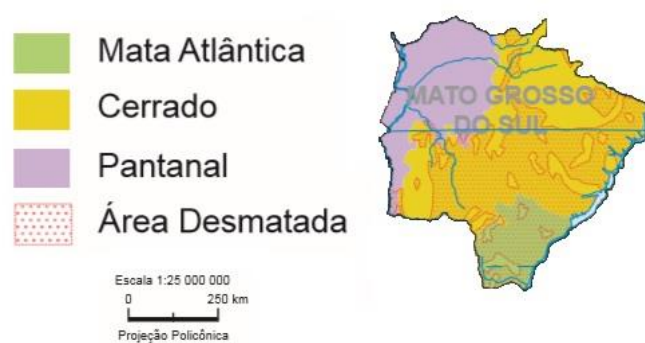 Mata Atlântica
Cerrado
Pantanal
Área Desmatada
Escala 1:25 000 000
0 250 km
Projeção Policônica
MATO GROSSO
DO SUL